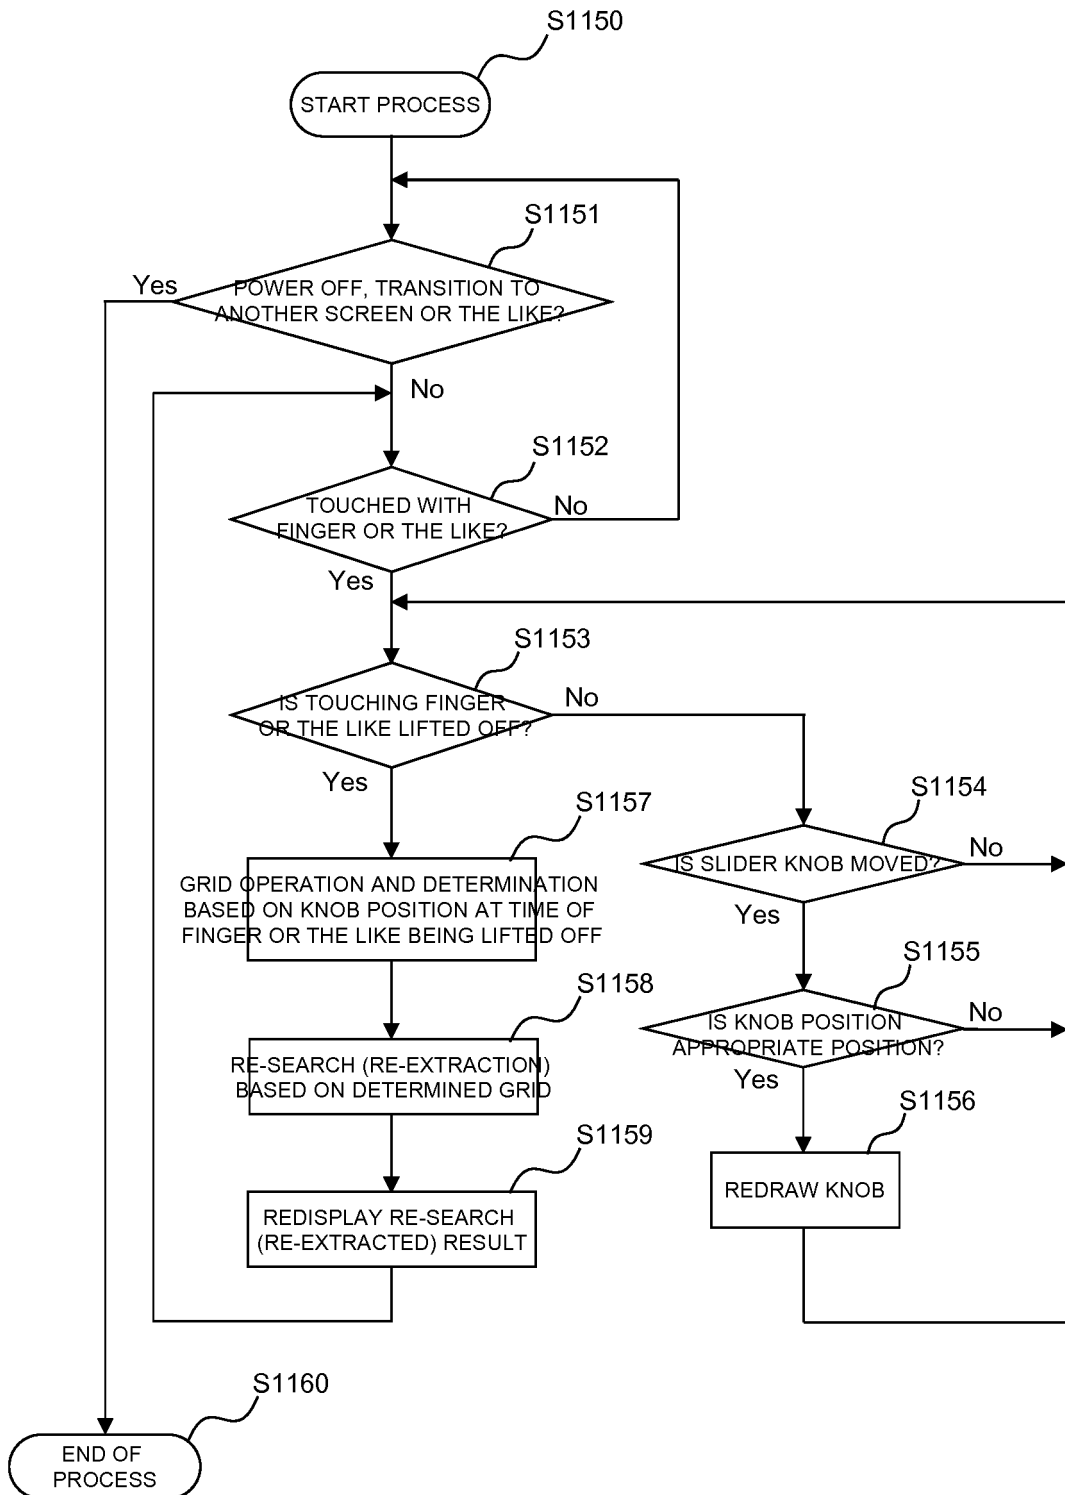 S1150
START PROCESS
S1151
Yes
POWER OFF, TRANSITION TO
ANOTHER SCREEN OR THE LIKE?
No
S1152
TOUCHED WITH
FINGER OR THE LIKE?
No
Yes
S1153
IS TOUCHING FINGER
OR THE LIKE LIFTED OFF?
No
Yes
S1154
IS SLIDER KNOB MOVED?
No
Yes
S1157
GRID OPERATION AND DETERMINATION
BASED ON KNOB POSITION AT TIME OF
FINGER OR THE LIKE BEING LIFTED OFF
S1155
IS KNOB POSITION
APPROPRIATE POSITION?
No
Yes
S1158
RE-SEARCH (RE-EXTRACTION)
BASED ON DETERMINED GRID
S1156
REDRAW KNOB
S1159
REDISPLAY RE-SEARCH
(RE-EXTRACTED) RESULT
S1160
END OF
PROCESS